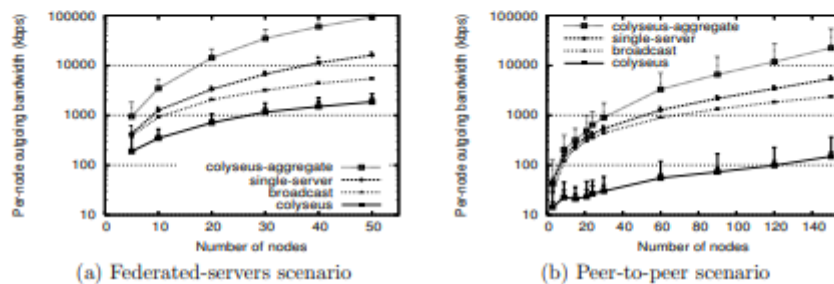 Per-node outgoing bandwidth (kbps)
100000
10000
1000
100
10
colyseus-aggregate
single-server
broadcast
colyseus
0 10 20 30 40 50
Number of nodes
(a) Federated-servers scenario
Per-node outgoing bandwidth (kbps)
100000
10000
1000
100
10
colyseus-aggregate
single-server
broadcast
colyseus
0 20 40 60 80 100 120 140
Number of nodes
(b) Peer-to-peer scenario